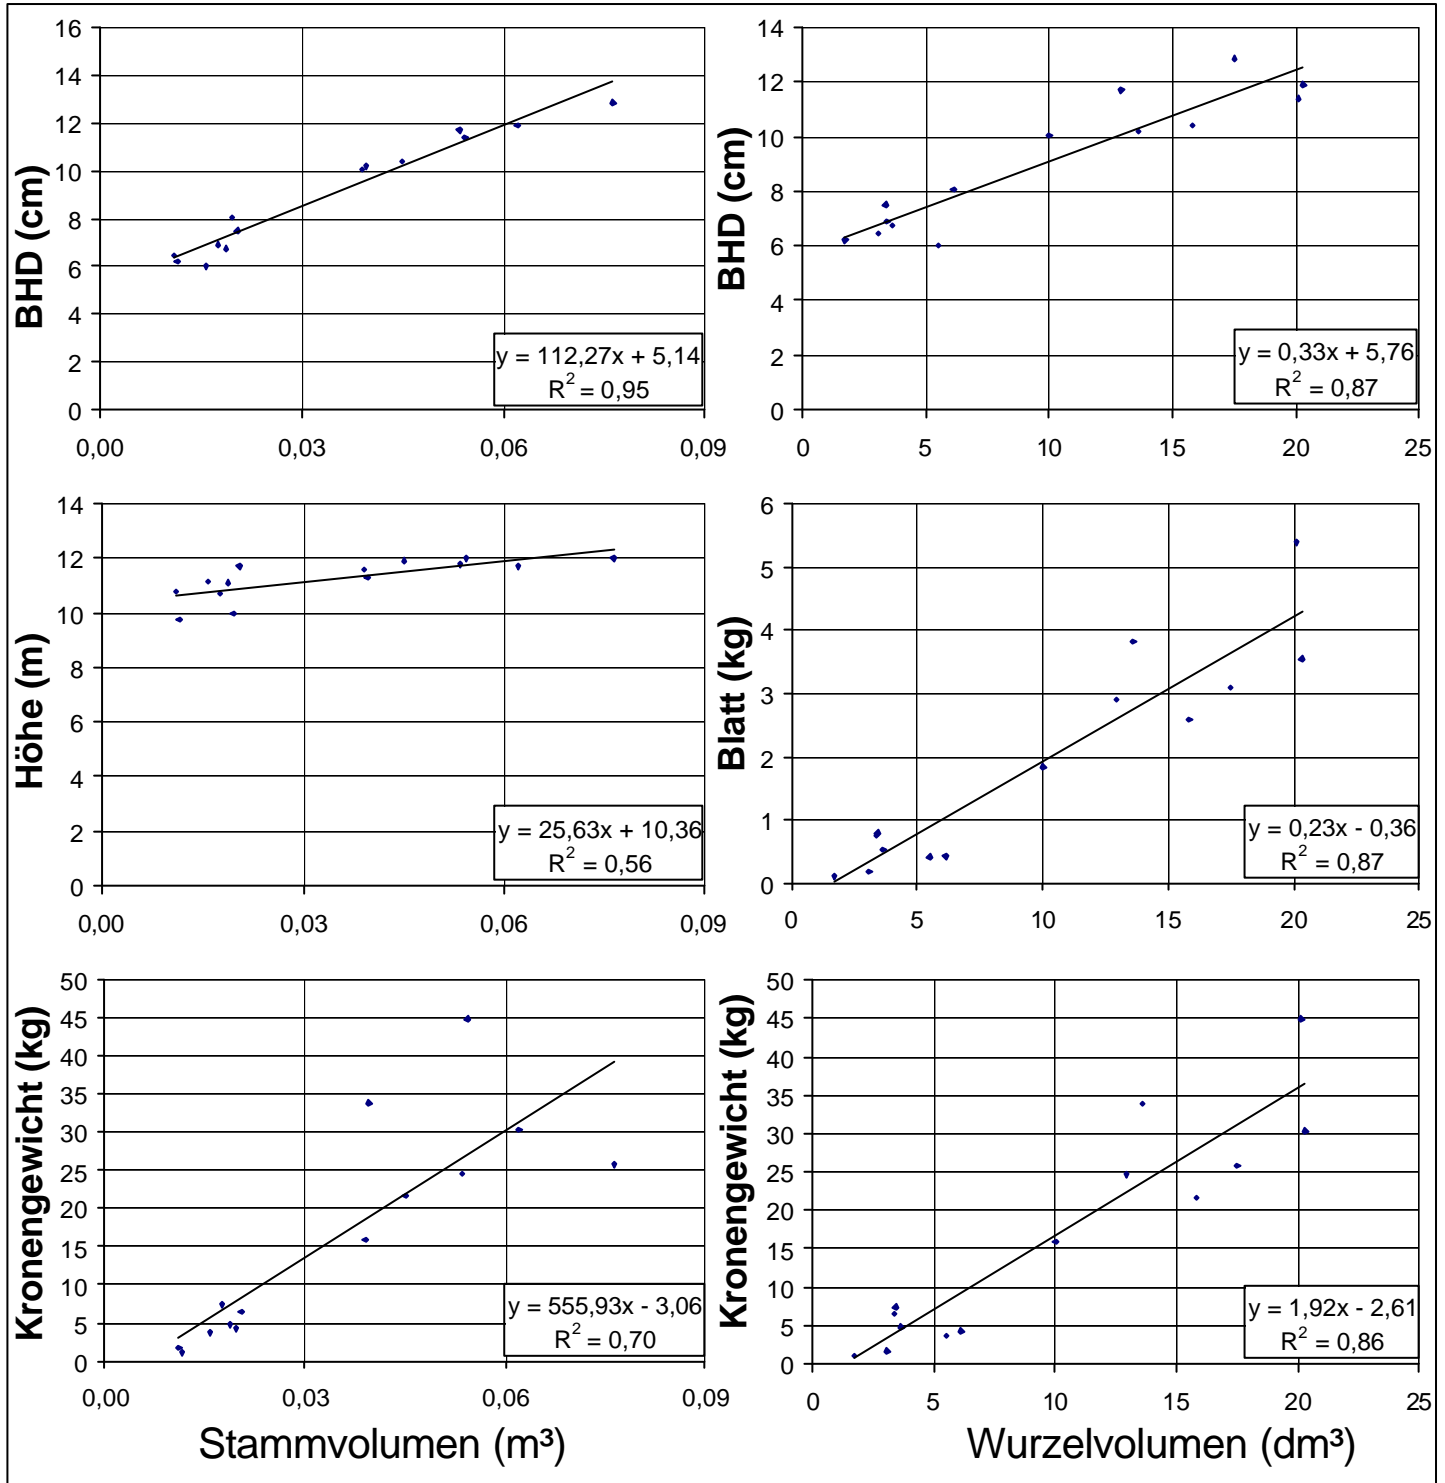 16
14
12
10
8
6
4
2
0
BHD (cm)
y = 112,27x + 5,14
R² = 0,95
0,00 0,03 0,06 0,09
14
12
10
8
6
4
2
0
BHD (cm)
y = 0,33x + 5,76
R² = 0,87
0 5 10 15 20 25
14
12
10
8
6
4
2
0
Höhe (m)
y = 25,63x + 10,36
R² = 0,56
0,00 0,03 0,06 0,09
6
5
4
3
2
1
0
Blatt (kg)
y = 0,23x - 0,36
R² = 0,87
0 5 10 15 20 25
50
45
40
35
30
25
20
15
10
5
0
Kronengewicht (kg)
y = 555,93x - 3,06
R² = 0,70
0,00 0,03 0,06 0,09
Stammvolumen (m³)
50
45
40
35
30
25
20
15
10
5
0
Kronengewicht (kg)
y = 1,92x - 2,61
R² = 0,86
0 5 10 15 20 25
Wurzelvolumen (dm³)